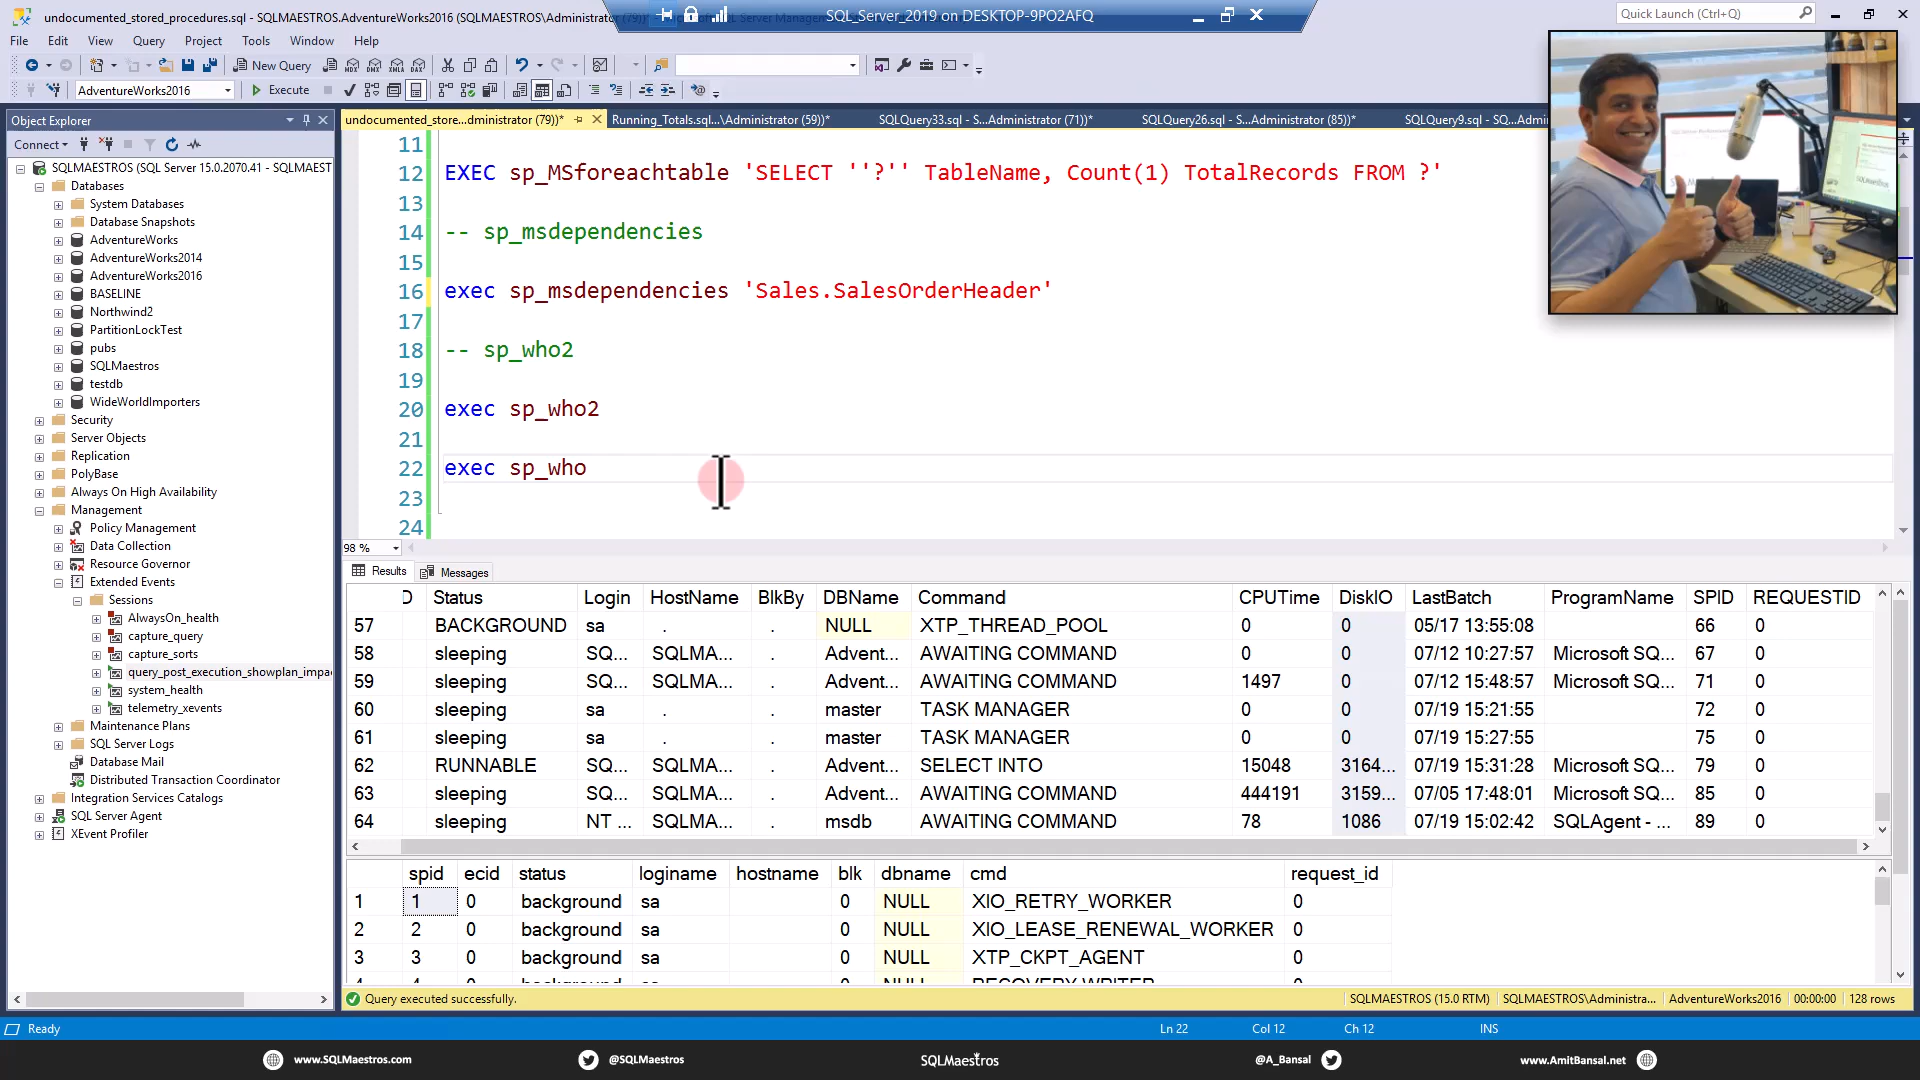 undocumented_stored_procedures.sql - SQLMAESTROS.AdventureWorks2016 (SQLMAESTROS\Administrator
SQL_Server_2019 on DESKTOP-9PO2AFQ
Quick Launch (Ctrl+Q)
File Edit View Query Project Tools Window Help
New Query
AdventureWorks2016 Execute
Object Explorer
undocumented_store...dministrator (79))* Running_Totals.sql...\Administrator (59))* SQLQuery33.sql - S...Administrator (71))* SQLQuery26.sql - S...Administrator (85))* SQLQuery9.sql - SQ...Admin
Connect
SQLMAESTROS (SQL Server 15.0.2070.41 - SQLMAEST
Databases
System Databases
Database Snapshots
AdventureWorks
AdventureWorks2014
AdventureWorks2016
BASELINE
Northwind2
PartitionLockTest
pubs
SQLMaestros
testdb
WideWorldImporters
Security
Server Objects
Replication
PolyBase
Always On High Availability
Management
Policy Management
Data Collection
Resource Governor
Extended Events
Sessions
AlwaysOn_health
capture_query
capture_sorts
query_post_execution_showplan_impa
system_health
telemetry_xevents
Maintenance Plans
SQL Server Logs
Database Mail
Distributed Transaction Coordinator
Integration Services Catalogs
SQL Server Agent
XEvent Profiler
11
12 EXEC sp_MSforeachtable 'SELECT ''?'' TableName, Count(1) TotalRecords FROM ?'
13
14 -- sp_msdependencies
15
16 exec sp_msdependencies 'Sales.SalesOrderHeader'
17
18 -- sp_who2
19
20 exec sp_who2
21
22 exec sp_who
23
24
98 %
Results Messages
D Status Login HostName BlkBy DBName Command CPUTime DiskIO LastBatch ProgramName SPID REQUESTID
57 BACKGROUND sa . . NULL XTP_THREAD_POOL 0 0 05/17 13:55:08 66 0
58 sleeping SQ... SQLMA... . Advent... AWAITING COMMAND 0 0 07/12 10:27:57 Microsoft SQ... 67 0
59 sleeping SQ... SQLMA... . Advent... AWAITING COMMAND 1497 0 07/12 15:48:57 Microsoft SQ... 71 0
60 sleeping sa . . master TASK MANAGER 0 0 07/19 15:21:55 72 0
61 sleeping sa . . master TASK MANAGER 0 0 07/19 15:27:55 75 0
62 RUNNABLE SQ... SQLMA... . Advent... SELECT INTO 15048 3164... 07/19 15:31:28 Microsoft SQ... 79 0
63 sleeping SQ... SQLMA... . Advent... AWAITING COMMAND 444191 3159... 07/05 17:48:01 Microsoft SQ... 85 0
64 sleeping NT ... SQLMA... . msdb AWAITING COMMAND 78 1086 07/19 15:02:42 SQLAgent - ... 89 0
spid ecid status loginame hostname blk dbname cmd request_id
1 1 0 background sa 0 NULL XIO_RETRY_WORKER 0
2 2 0 background sa 0 NULL XIO_LEASE_RENEWAL_WORKER 0
3 3 0 background sa 0 NULL XTP_CKPT_AGENT 0
Query executed successfully. SQLMAESTROS (15.0 RTM) SQLMAESTROS\Administra... AdventureWorks2016 00:00:00 128 rows
Ready Ln 22 Col 12 Ch 12 INS
www.SQLMaestros.com @SQLMaestros SQLMaestros @A_Bansal www.AmitBansal.net